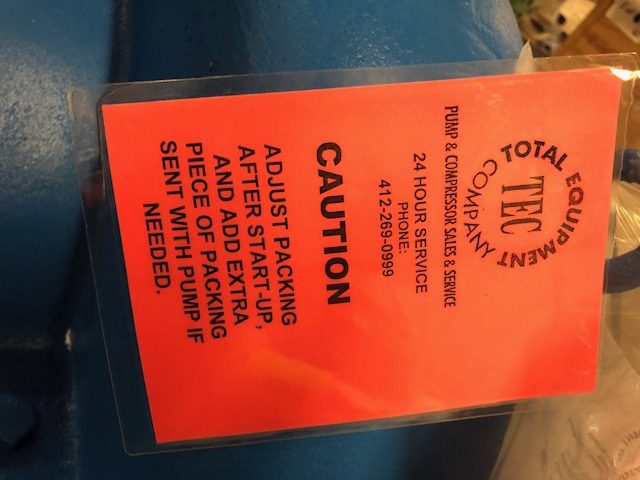 TOTAL EQUIPMENT
TEC
COMPANY
PUMP & COMPRESSOR SALES & SERVICE
24 HOUR SERVICE
PHONE:
412-269-0999
CAUTION
ADJUST PACKING
AFTER START-UP,
AND ADD EXTRA
PIECE OF PACKING
SENT WITH PUMP IF
NEEDED.